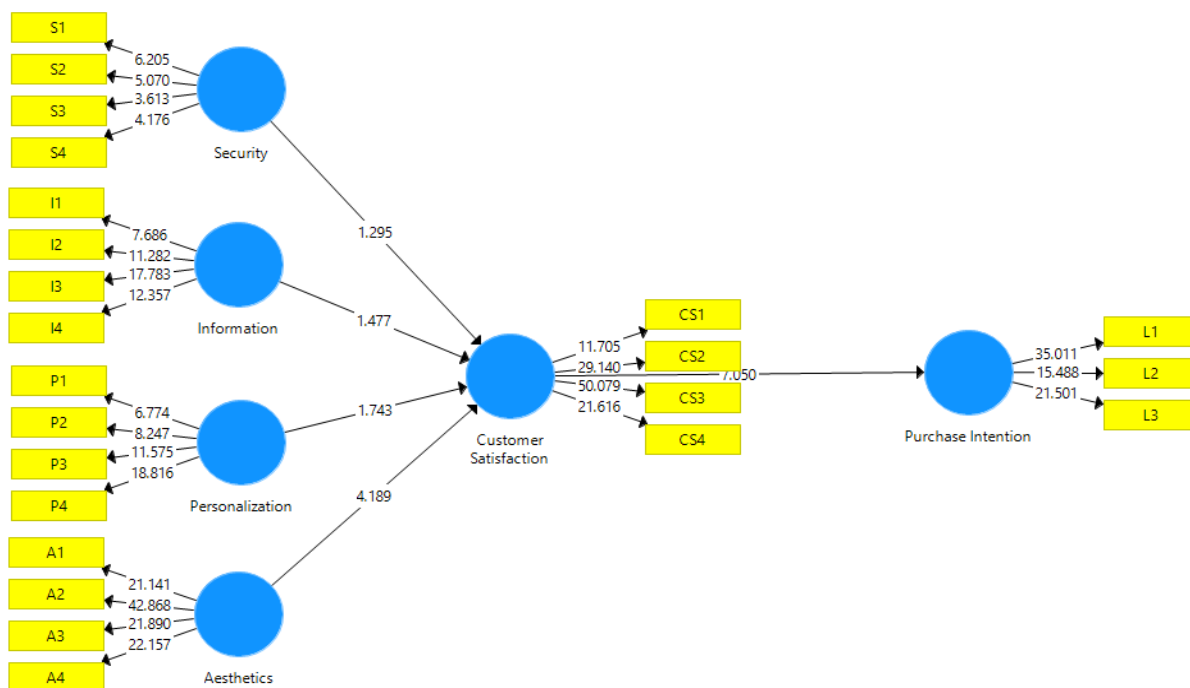 S1
6.205
S2
5.070
S3
3.613
4.176
S4
Security
I1
7.686
I2
11.282
I3
17.783
12.357
I4
Information
P1
6.774
P2
8.247
P3
11.575
18.816
P4
Personalization
A1
21.141
A2
42.868
A3
21.890
22.157
A4
Aesthetics
1.295
1.477
1.743
4.189
Customer
Satisfaction
CS1
11.705
CS2
29.140
7.050
50.079
CS3
21.616
CS4
Purchase Intention
L1
35.011
15.488
L2
21.501
L3